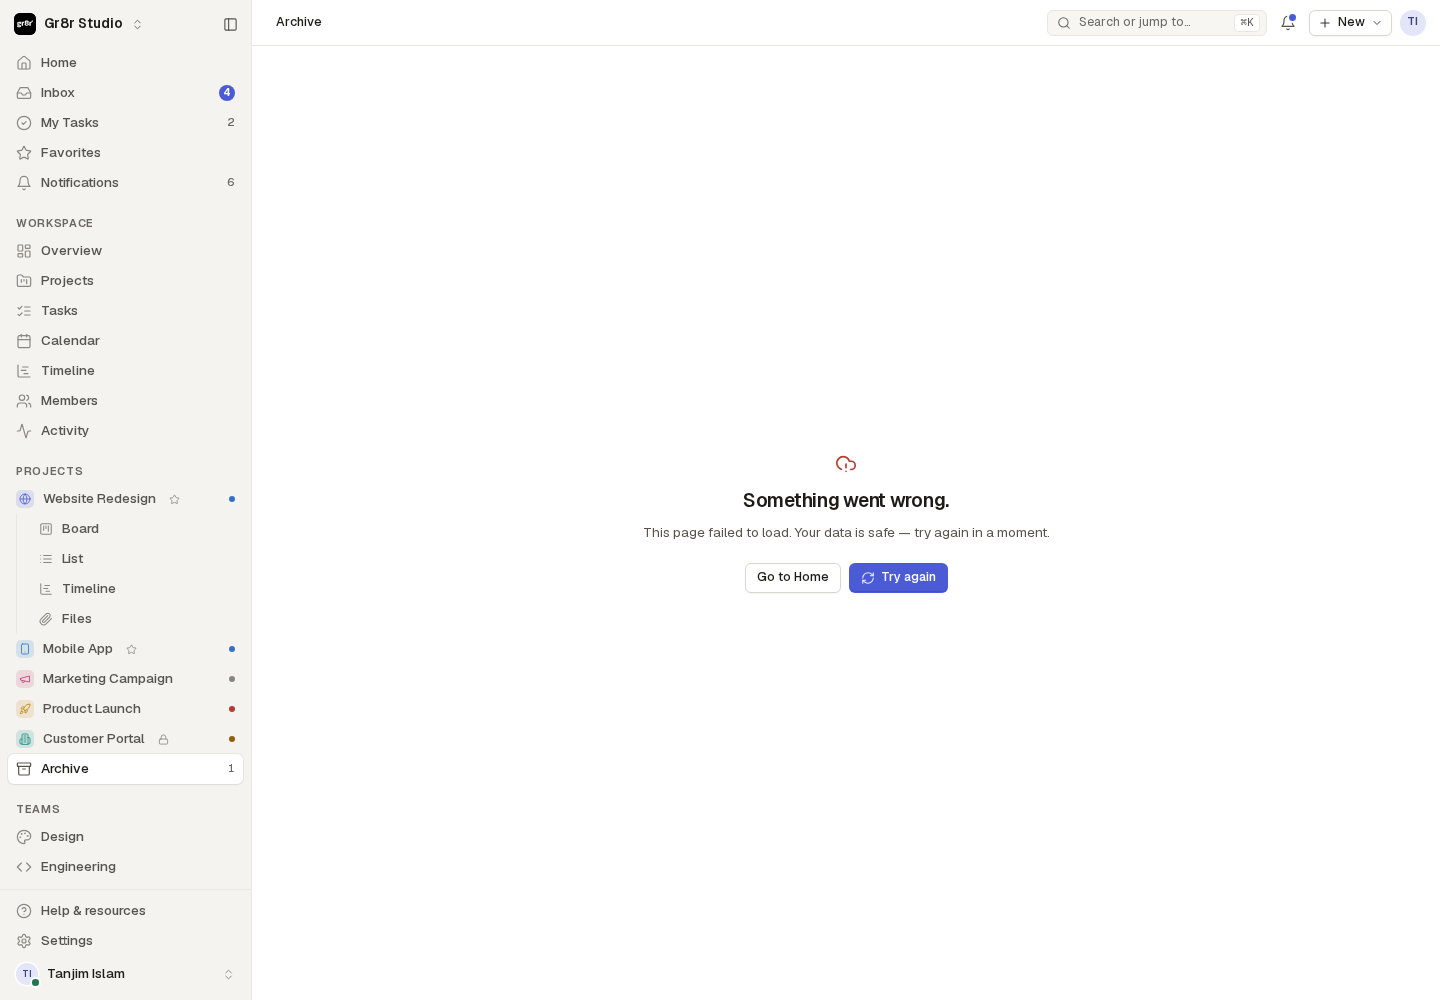 gr8r
Gr8r Studio
Home
Inbox 4
My Tasks 2
Favorites
Notifications 6
WORKSPACE
Overview
Projects
Tasks
Calendar
Timeline
Members
Activity
PROJECTS
Website Redesign
Board
List
Timeline
Files
Mobile App
Marketing Campaign
Product Launch
Customer Portal
Archive 1
TEAMS
Design
Engineering
Help & resources
Settings
TI Tanjim Islam
Archive
Search or jump to… ⌘K
New
TI
Something went wrong.
This page failed to load. Your data is safe — try again in a moment.
Go to Home
Try again